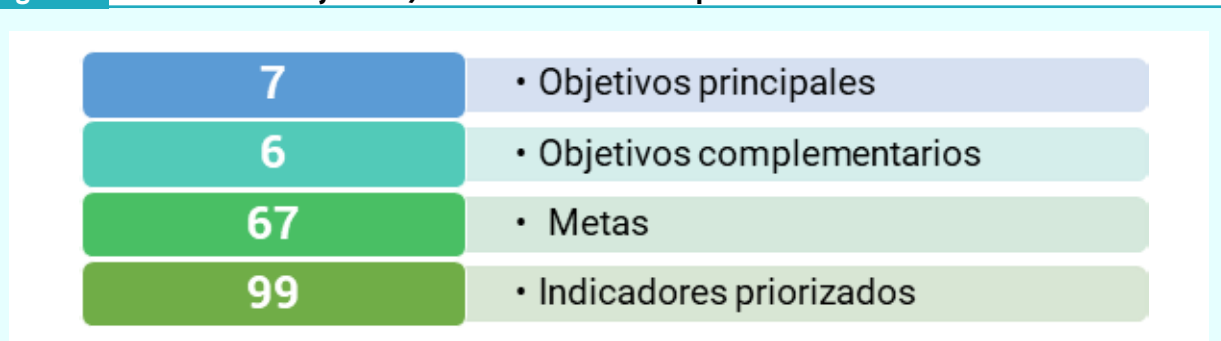 7
• Objetivos principales
6
• Objetivos complementarios
67
• Metas
99
• Indicadores priorizados